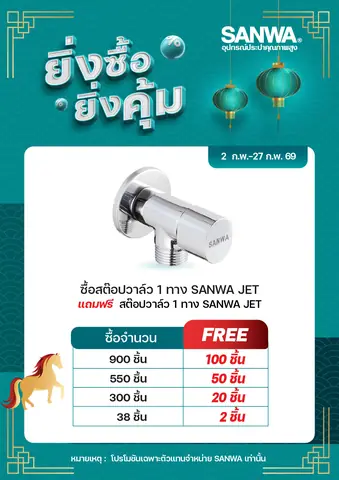 SANWA®
อุปกรณ์ประปาคุณภาพสูง
ยิ่งซื้อ
ยิ่งคุ้ม
%
2 ก.พ.-27 ก.พ. 69
SANWA
ซื้อสต๊อปวาล์ว 1 ทาง SANWA JET
แถมฟรี สต๊อปวาล์ว 1 ทาง SANWA JET
ซื้อจำนวน FREE
900 ชิ้น 100 ชิ้น
550 ชิ้น 50 ชิ้น
300 ชิ้น 20 ชิ้น
38 ชิ้น 2 ชิ้น
หมายเหตุ : โปรโมชันเฉพาะตัวแทนจำหน่าย SANWA เท่านั้น